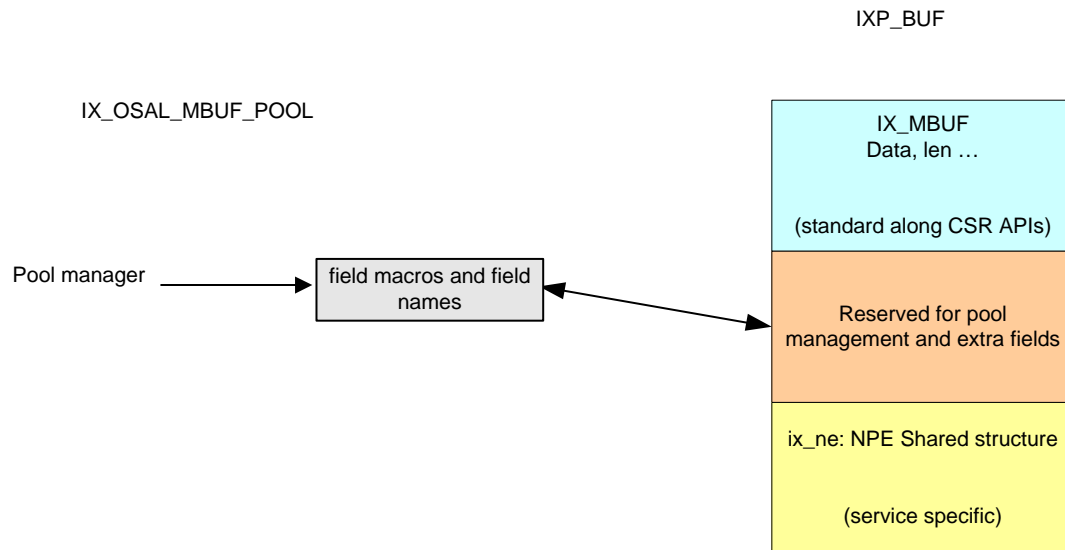 IXP_BUF
IX_OSAL_MBUF_POOL
IX_MBUF
Data, len …
(standard along CSR APIs)
Pool manager
field macros and field
names
Reserved for pool
management and extra fields
ix_ne: NPE Shared structure
(service specific)